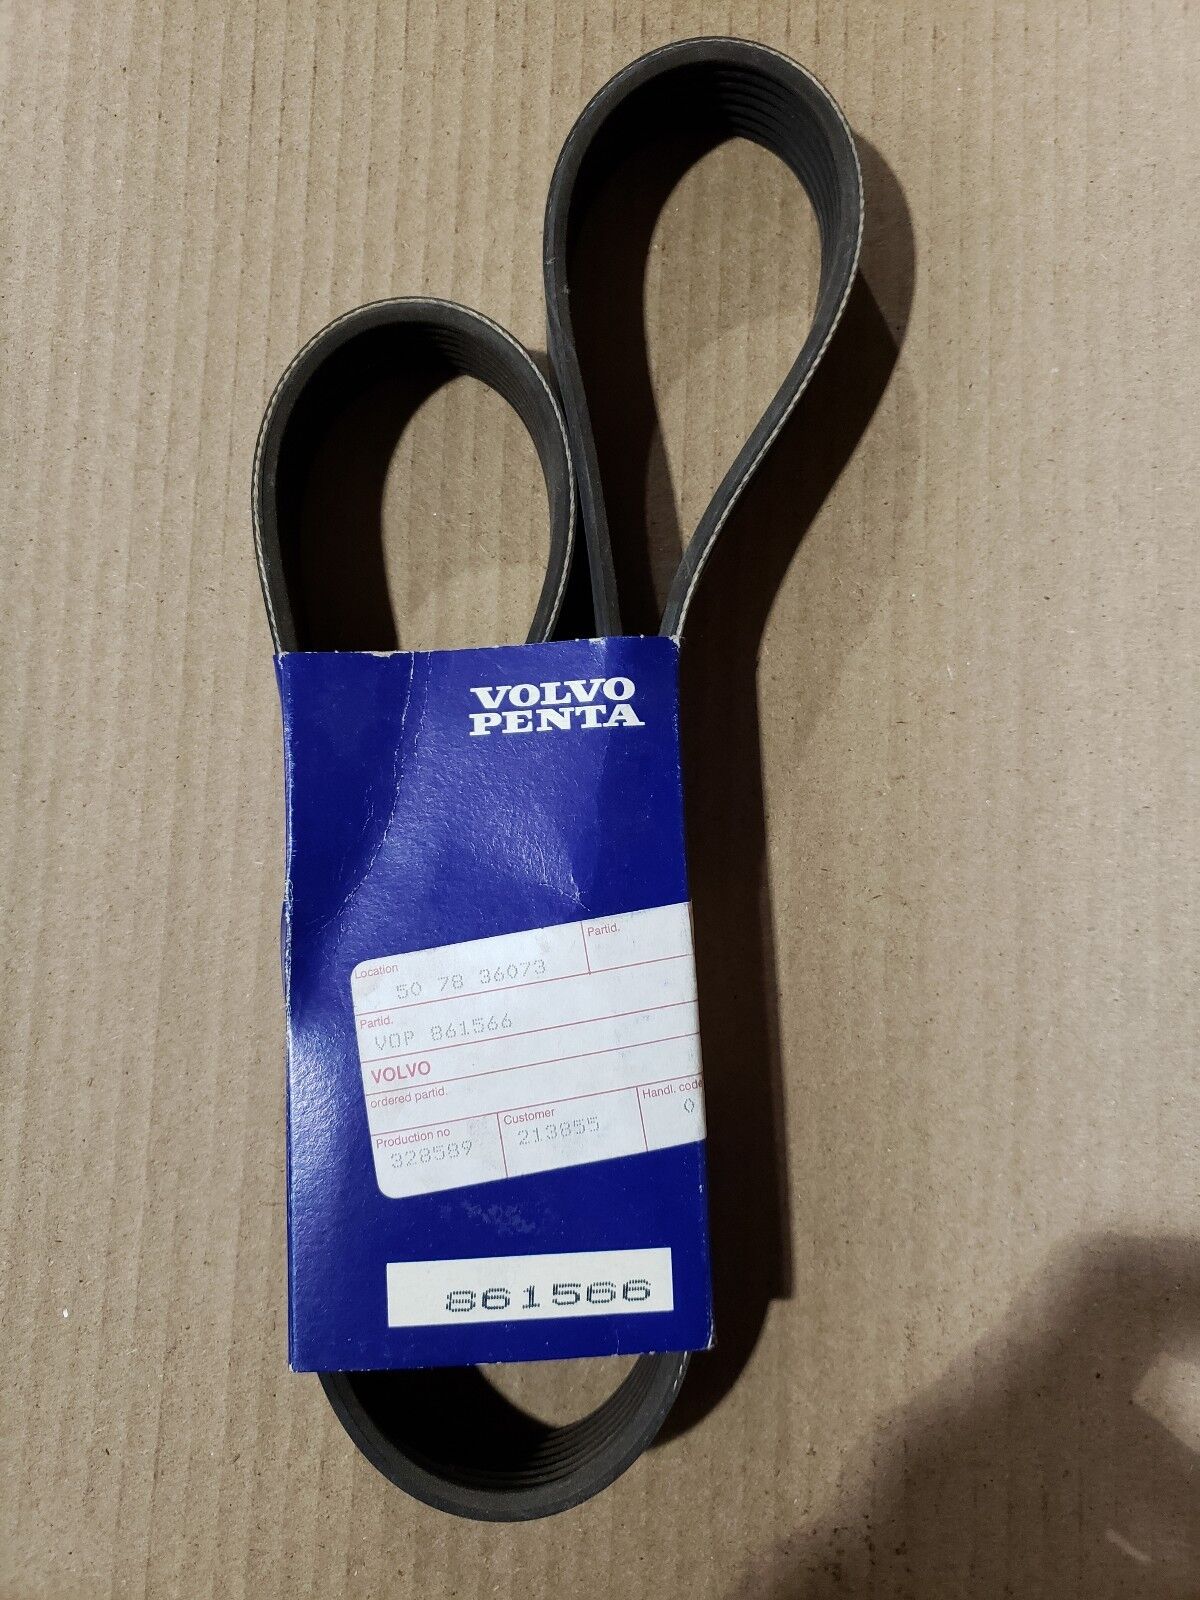 VOLVO
PENTA
Location
50 78 36073
Partid.
Partid.
VOP 861566
VOLVO
ordered partid.
Production no
328589
Customer
213855
Handl. code
0
861566